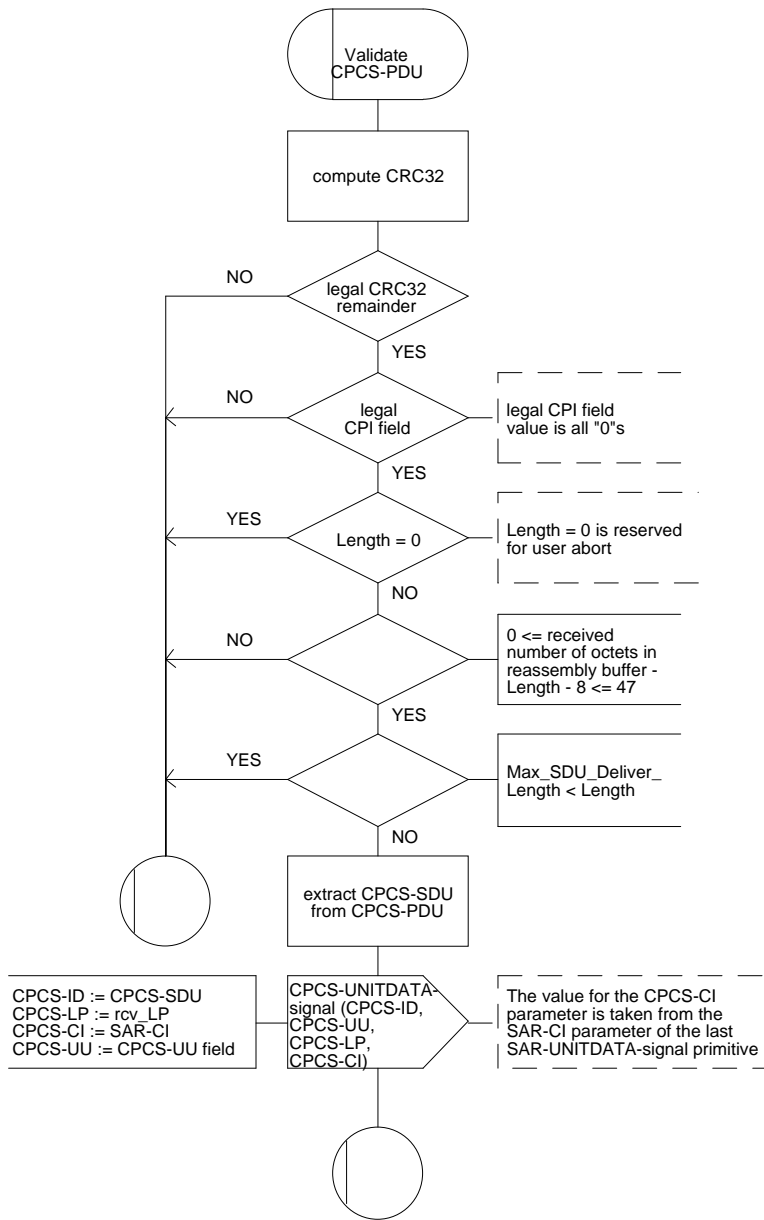 Validate
CPCS-PDU
compute CRC32
NO
legal CRC32
remainder
YES
NO
legal
CPI field
legal CPI field
value is all "0"s
YES
YES
Length = 0
Length = 0 is reserved
for user abort
NO
NO
0 <= received
number of octets in
reassembly buffer -
Length - 8 <= 47
YES
YES
Max_SDU_Deliver_
Length < Length
NO
extract CPCS-SDU
from CPCS-PDU
CPCS-ID := CPCS-SDU
CPCS-LP := rcv_LP
CPCS-CI := SAR-CI
CPCS-UU := CPCS-UU field
CPCS-UNITDATA-
signal (CPCS-ID,
CPCS-UU,
CPCS-LP,
CPCS-CI)
The value for the CPCS-CI
parameter is taken from the
SAR-CI parameter of the last
SAR-UNITDATA-signal primitive